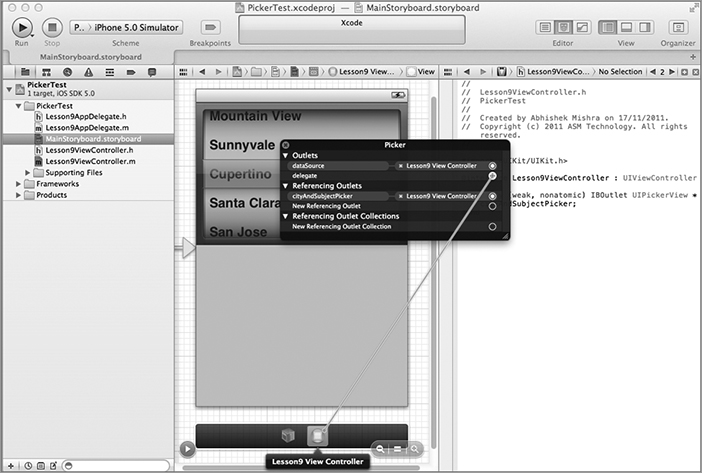 PickerTest.xcodeproj — MainStoryboard.storyboard
P.. iPhone 5.0 Simulator
Xcode
Run Stop Scheme Breakpoints Editor View Organizer
MainStoryboard.storyboard
Lesson9 View... View
Lesson9ViewCo... No Selection 2
PickerTest
1 target, iOS SDK 5.0
PickerTest
Lesson9AppDelegate.h
Lesson9AppDelegate.m
MainStoryboard.storyboard
Lesson9ViewController.h
Lesson9ViewController.m
Supporting Files
Frameworks
Products
Mountain View
Sunnyvale
Cupertino
Santa Clara
San Jose
Picker
Outlets
dataSource Lesson9 View Controller
delegate
Referencing Outlets
cityAndSubjectPicker Lesson9 View Controller
New Referencing Outlet
Referencing Outlet Collections
New Referencing Outlet Collection
Lesson9 View Controller
//
// Lesson9ViewController.h
// PickerTest
//
// Created by Abhishek Mishra on 17/11/2011.
// Copyright (c) 2011 ASM Technology. All rights
reserved.
//
Kit/UIKit.h>
Lesson9ViewController : UIViewController
weak, nonatomic) IBOutlet UIPickerView *
dSubjectPicker;